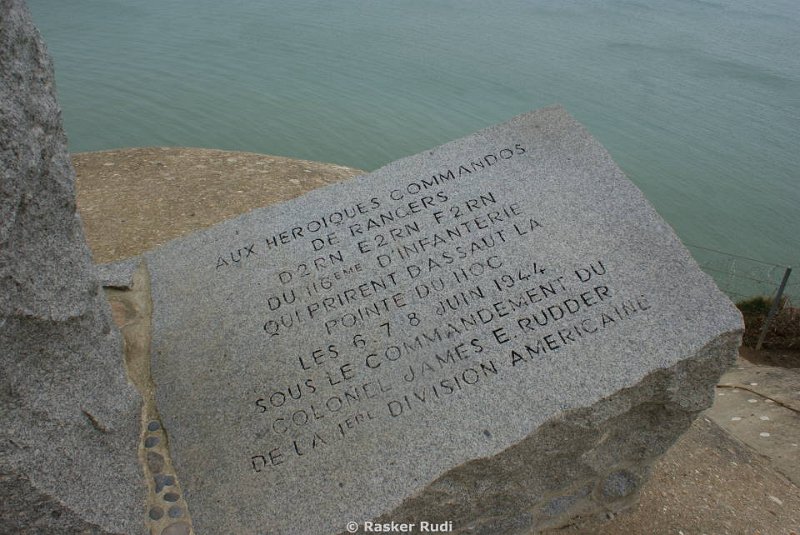 AUX HEROIQUES COMMANDOS
DE RANGERS
D2RN E2RN F2RN
DU 116EME D'INFANTERIE
QUI PRIRENT D'ASSAUT LA
POINTE DU HOC
LES 6.7.8 JUIN 1944
SOUS LE COMMANDEMENT DU
COLONEL JAMES E.RUDDER
DE LA 1ERE DIVISION AMERICAINE
© Rasker Rudi